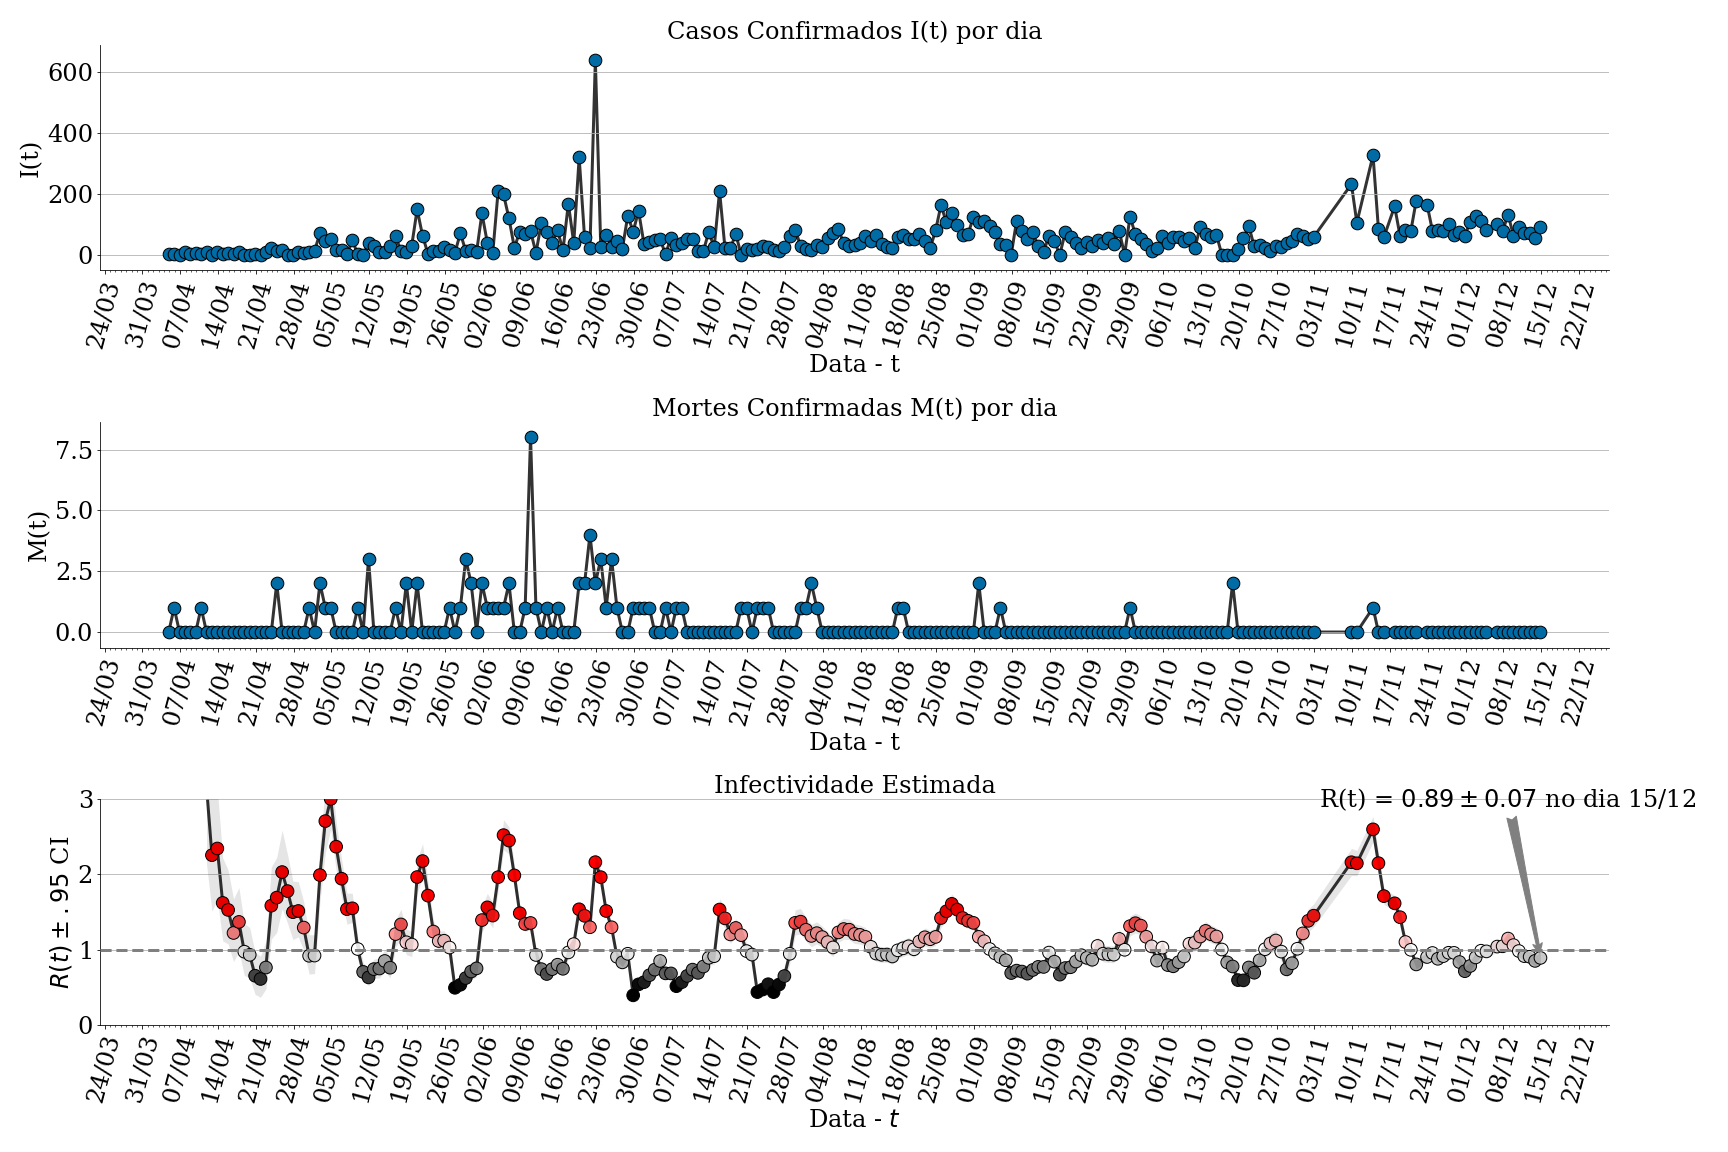 Casos Confirmados I(t) por dia
I(t)
600
400
200
0
24/03 31/03 07/04 14/04 21/04 28/04 05/05 12/05 19/05 26/05 02/06 09/06 16/06 23/06 30/06 07/07 14/07 21/07 28/07 04/08 11/08 18/08 25/08 01/09 08/09 15/09 22/09 29/09 06/10 13/10 20/10 27/10 03/11 10/11 17/11 24/11 01/12 08/12 15/12 22/12
Data - t
Mortes Confirmadas M(t) por dia
M(t)
7.5
5.0
2.5
0.0
24/03 31/03 07/04 14/04 21/04 28/04 05/05 12/05 19/05 26/05 02/06 09/06 16/06 23/06 30/06 07/07 14/07 21/07 28/07 04/08 11/08 18/08 25/08 01/09 08/09 15/09 22/09 29/09 06/10 13/10 20/10 27/10 03/11 10/11 17/11 24/11 01/12 08/12 15/12 22/12
Data - t
Infectividade Estimada
R(t) = 0.89 ± 0.07 no dia 15/12
R(t) ± .95 CI
3
2
1
0
24/03 31/03 07/04 14/04 21/04 28/04 05/05 12/05 19/05 26/05 02/06 09/06 16/06 23/06 30/06 07/07 14/07 21/07 28/07 04/08 11/08 18/08 25/08 01/09 08/09 15/09 22/09 29/09 06/10 13/10 20/10 27/10 03/11 10/11 17/11 24/11 01/12 08/12 15/12 22/12
Data - t